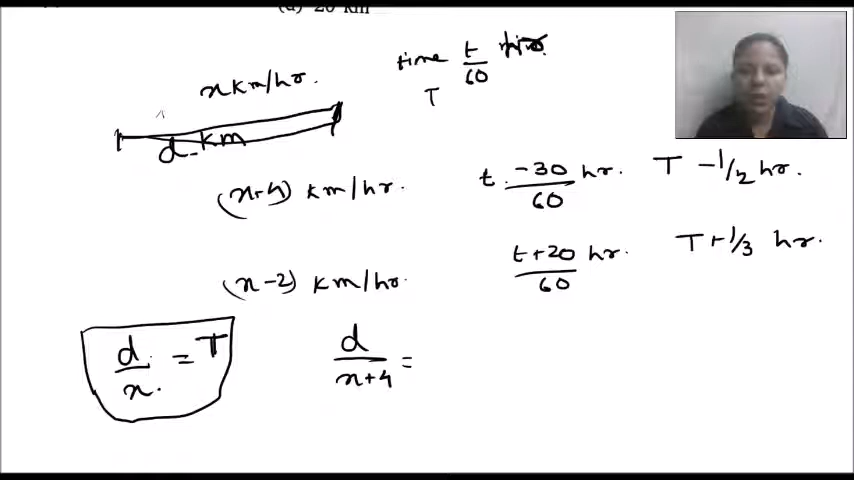 (d) 20 km
time t/60
x km/hr.
T
d km
(x+4) km/hr. t-30/60 hr. T-1/2 hr.
(x-2) km/hr. t+20/60 hr. T+1/3 hr.
d/x = T d/x+4 =